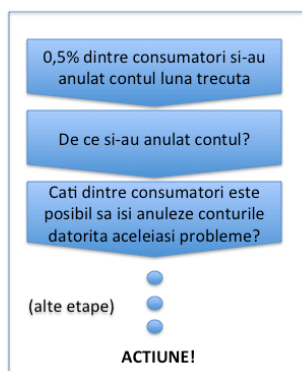 0,5% dintre consumatori si-au
anulat contul luna trecuta
De ce si-au anulat contul?
Cati dintre consumatori este
posibil sa isi anuleze conturile
datorita aceleiasi probleme?
(alte etape)
ACTIUNE!